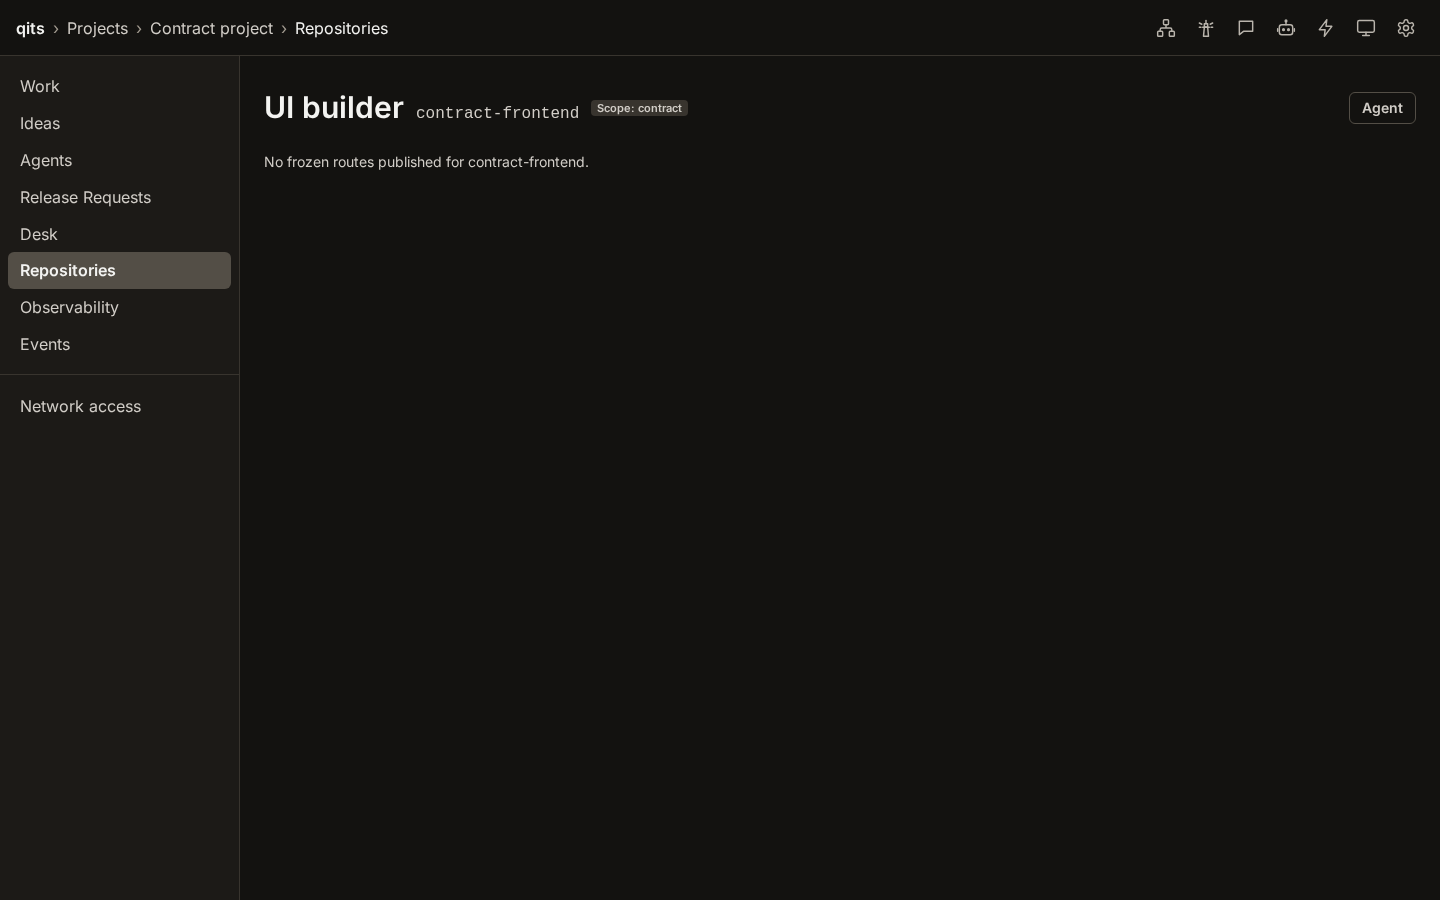 qits › Projects › Contract project › Repositories
Work
Ideas
Agents
Release Requests
Desk
Repositories
Observability
Events
Network access
UI builder contract-frontend Scope: contract
Agent
No frozen routes published for contract-frontend.